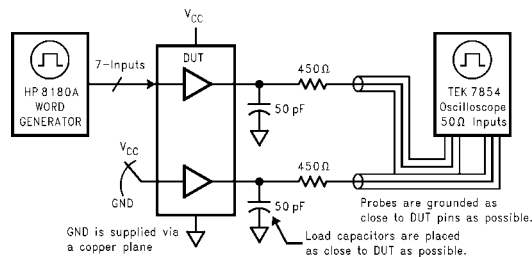 VCC
DUT
HP 8180A
WORD
GENERATOR
7-Inputs
450Ω
50 pF
TEK 7854
Oscilloscope
50Ω Inputs
VCC
GND
450Ω
50 pF
GND is supplied via
a copper plane
Probes are grounded as
close to DUT pins as possible.
Load capacitors are placed
as close to DUT as possible.